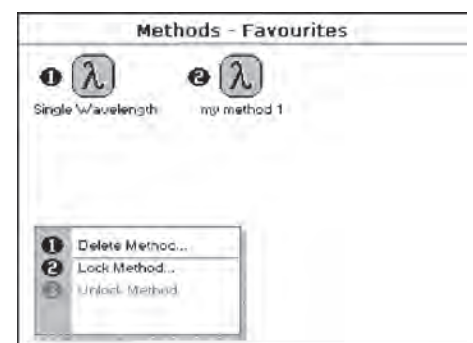 Methods - Favourites
1 λ 2 λ
Single Wavelength my method 1
1 Delete Method...
2 Lock Method...
3 Unlock Method